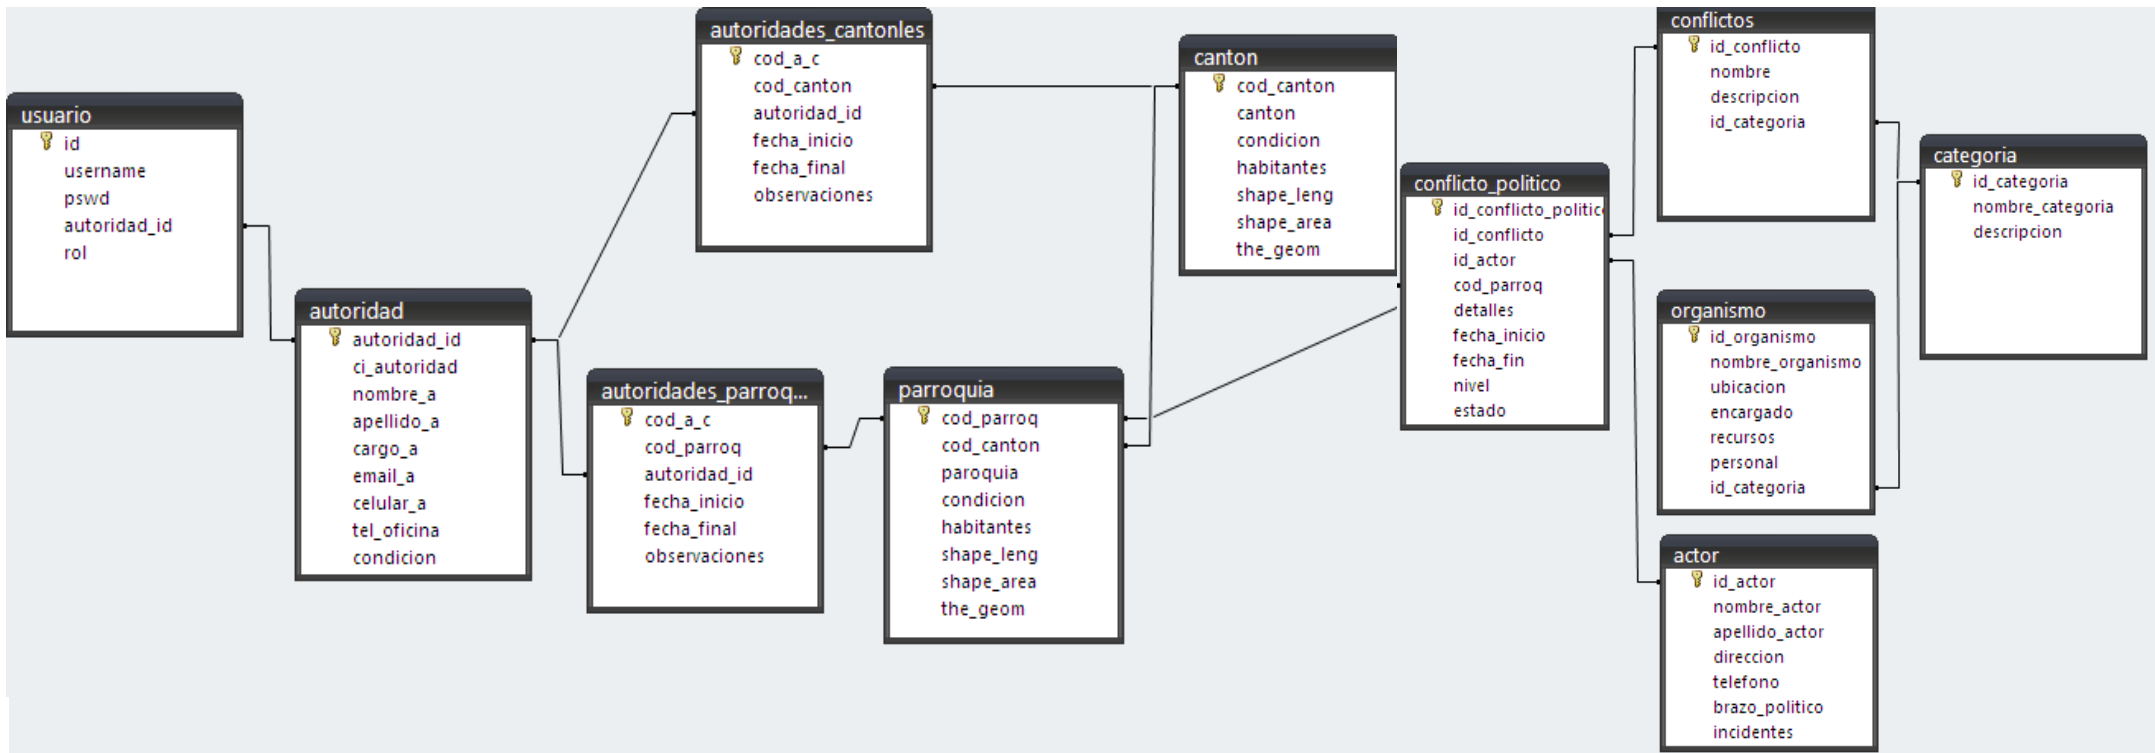 usuario
id
username
pswd
autoridad_id
rol
autoridad
autoridad_id
ci_autoridad
nombre_a
apellido_a
cargo_a
email_a
celular_a
tel_oficina
condicion
autoridades_cantonles
cod_a_c
cod_canton
autoridad_id
fecha_inicio
fecha_final
observaciones
autoridades_parroq...
cod_a_c
cod_parroq
autoridad_id
fecha_inicio
fecha_final
observaciones
parroquia
cod_parroq
cod_canton
paroquia
condicion
habitantes
shape_leng
shape_area
the_geom
canton
cod_canton
canton
condicion
habitantes
shape_leng
shape_area
the_geom
conflicto_politico
id_conflicto_politic
id_conflicto
id_actor
cod_parroq
detalles
fecha_inicio
fecha_fin
nivel
estado
conflictos
id_conflicto
nombre
descripcion
id_categoria
categoria
id_categoria
nombre_categoria
descripcion
organismo
id_organismo
nombre_organismo
ubicacion
encargado
recursos
personal
id_categoria
actor
id_actor
nombre_actor
apellido_actor
direccion
telefono
brazo_politico
incidentes